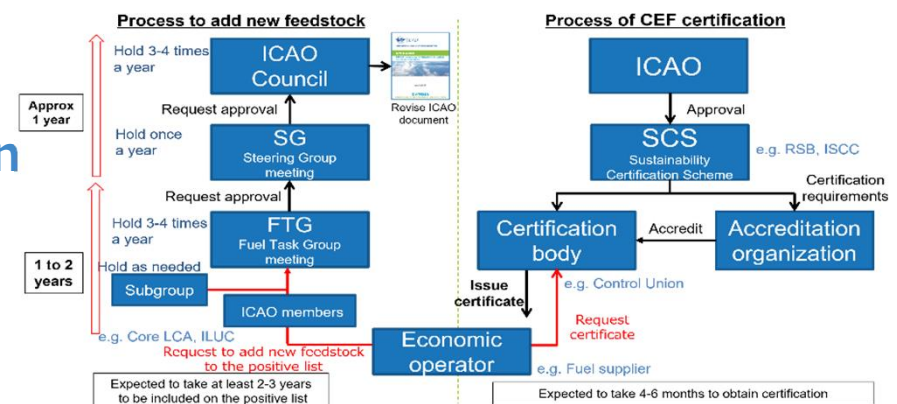 Process to add new feedstock
Hold 3-4 times
a year
ICAO
Council
Revise ICAO
document
Request approval
Approx
1 year
Hold once
a year
SG
Steering Group
meeting
Request approval
Hold 3-4 times
a year
FTG
Fuel Task Group
meeting
1 to 2
years
Hold as needed
Subgroup
ICAO members
e.g. Core LCA, ILUC
Request to add new feedstock
to the positive list
Expected to take at least 2-3 years
to be included on the positive list
n
Economic
operator
e.g. Fuel supplier
Process of CEF certification
ICAO
Approval
SCS
Sustainability
Certification Scheme
e.g. RSB, ISCC
Certification
requirements
Certification
body
Accredit
Accreditation
organization
e.g. Control Union
Issue
certificate
Request
certificate
Expected to take 4-6 months to obtain certification